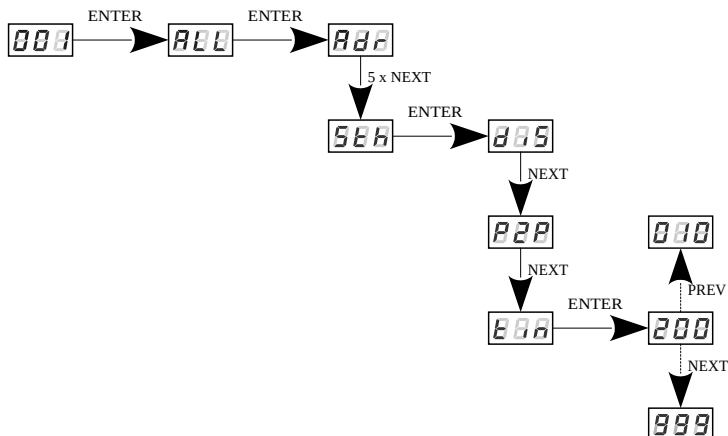 ENTER
ENTER
001
ALL
Adr
5 x NEXT
ENTER
Sth
diS
NEXT
P2P
010
NEXT
PREV
ENTER
tin
200
NEXT
999